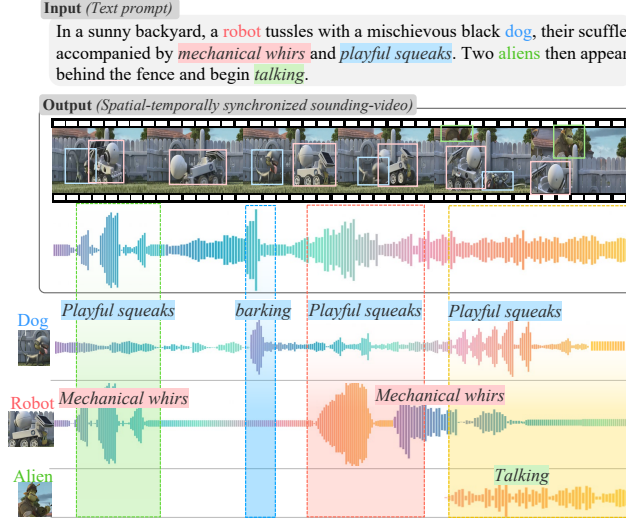 Input (Text prompt)
In a sunny backyard, a robot tussles with a mischievous black dog, their scuffle
accompanied by mechanical whirs and playful squeaks. Two aliens then appear
behind the fence and begin talking.
Output (Spatial-temporally synchronized sounding-video)
Playful squeaks barking Playful squeaks Playful squeaks
Dog
Mechanical whirs Mechanical whirs
Robot
Alien Talking